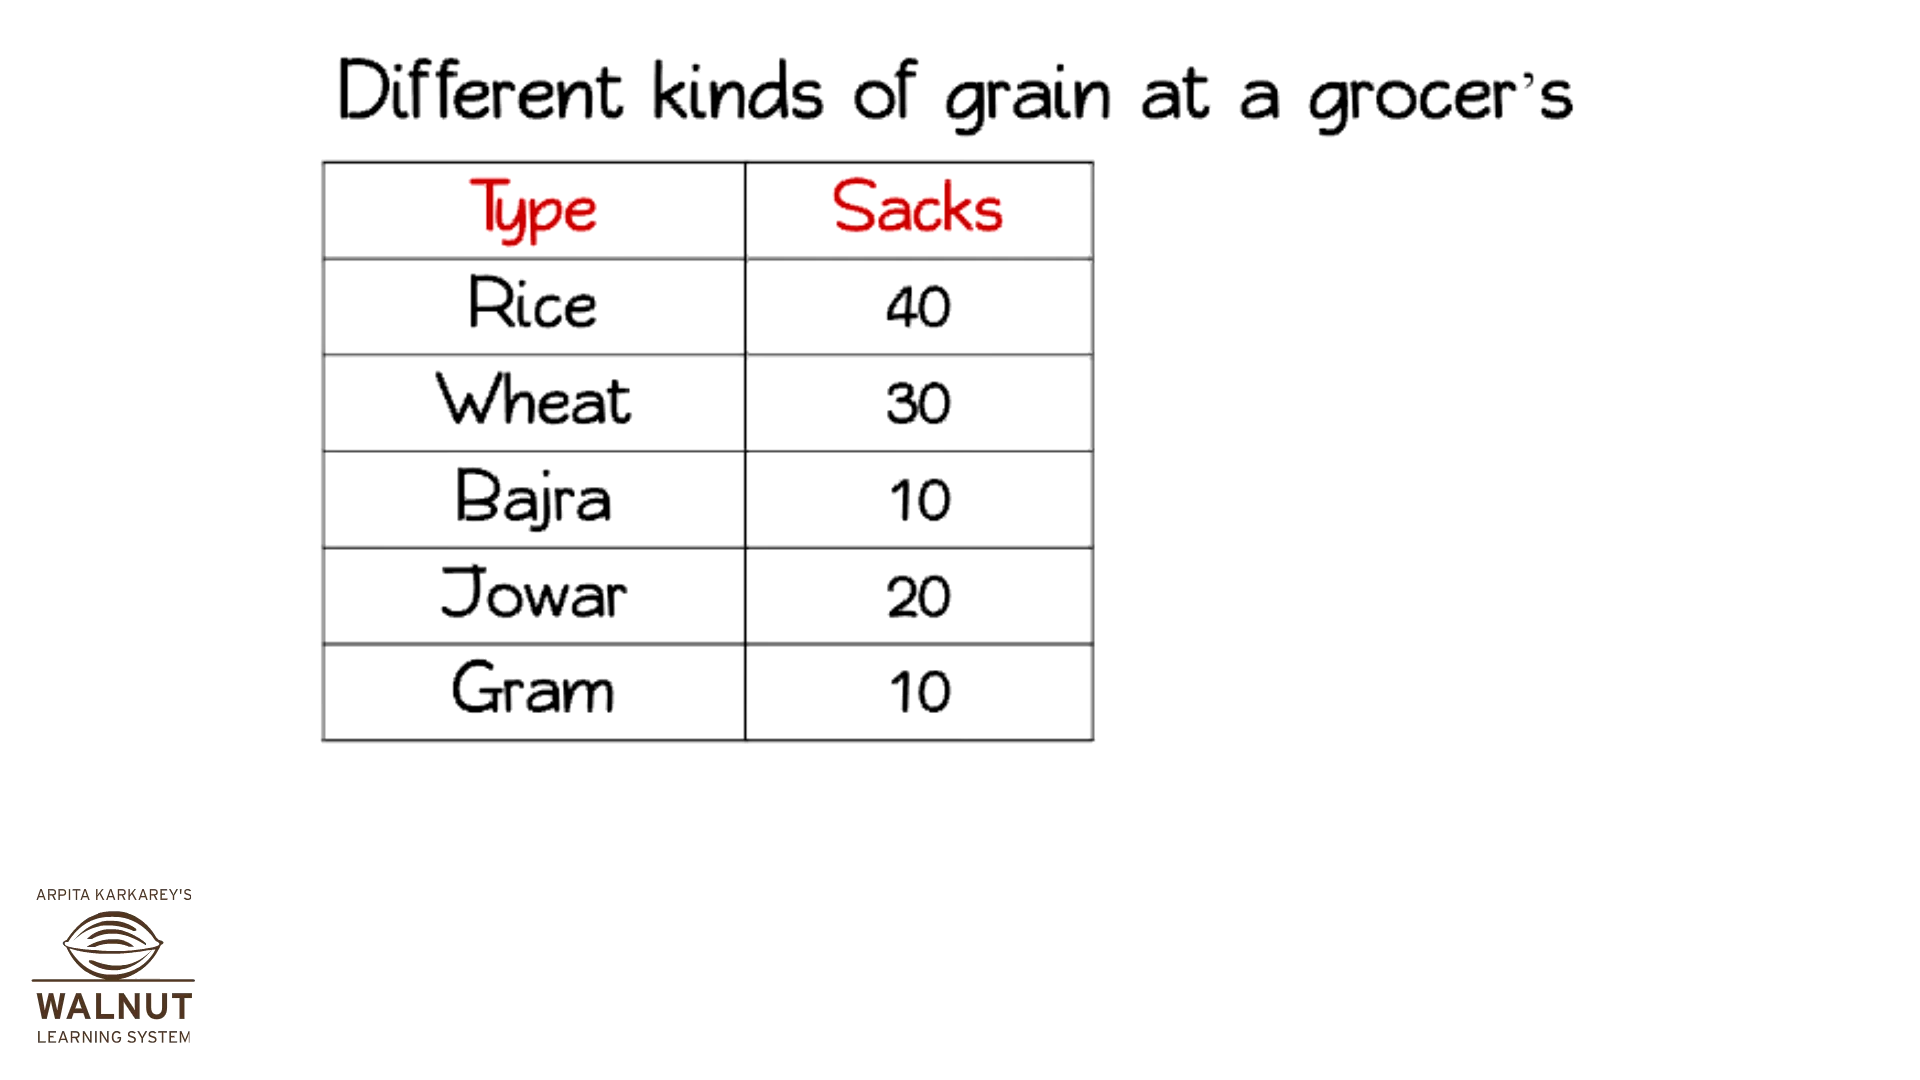 Different kinds of grain at a grocer's
Type Sacks
Rice 40
Wheat 30
Bajra 10
Jowar 20
Gram 10
ARPITA KARKAREY'S
WALNUT
LEARNING SYSTEM